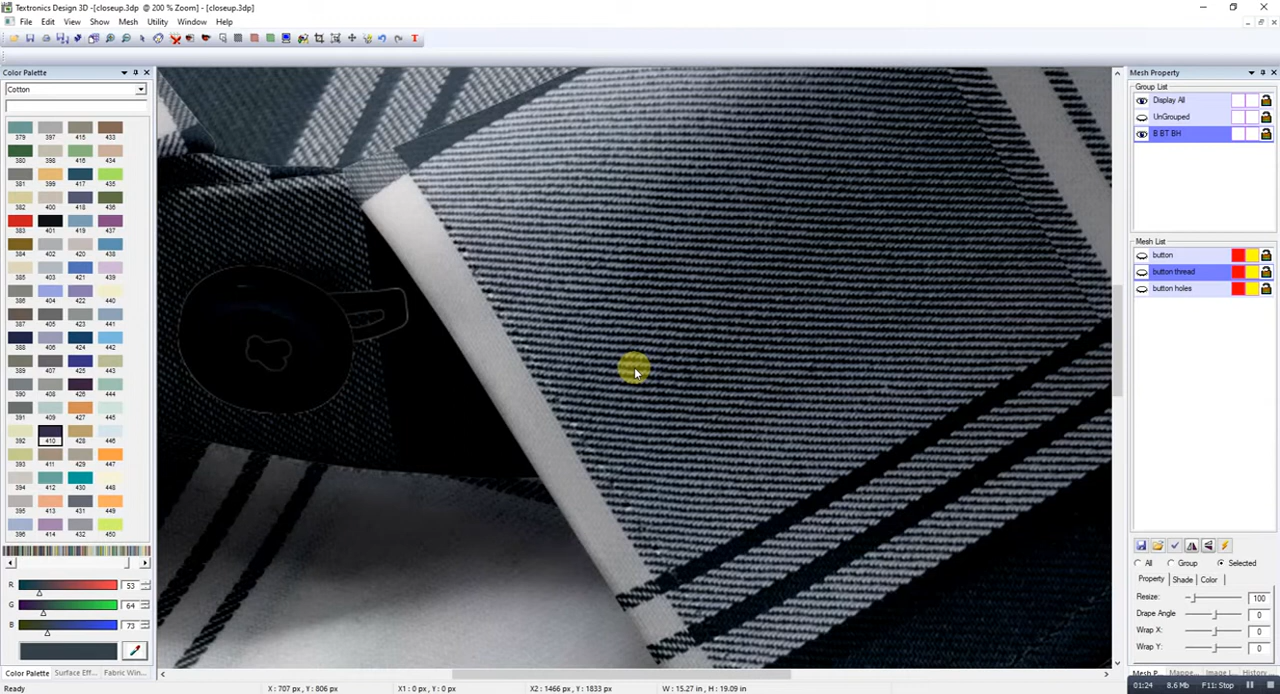 Textronics Design 3D -[closeup.3dp @ 200 % Zoom] - [closeup.3dp]
File Edit View Show Mesh Utility Window Help
Color Palette
Cotton
379 397 415 433
380 398 416 434
381 399 417 435
382 400 418 436
383 401 419 437
384 402 420 438
385 403 421 439
386 404 422 440
387 405 423 441
388 406 424 442
389 407 425 443
390 408 426 444
391 409 427 445
392 410 428 446
393 411 429 447
394 412 430 448
395 413 431 449
396 414 432 450
R 53
G 64
B 73
Color Palette Surface Eff... Fabric Win...
Mesh Property
Group List
Display All
UnGrouped
B BT BH
Mesh List
button
button thread
button holes
All Group Selected
Property Shade Color
Resize: 100
Drape Angle 0
Wrap X: 0
Wrap Y: 0
Mesh P... Mappe... Image L... History
Ready X : 707 px , Y : 806 px X1 : 0 px , Y : 0 px X2 : 1466 px , Y : 1833 px W : 15.27 in , H : 19.09 in 01:24 8.6 Mb F11: Stop